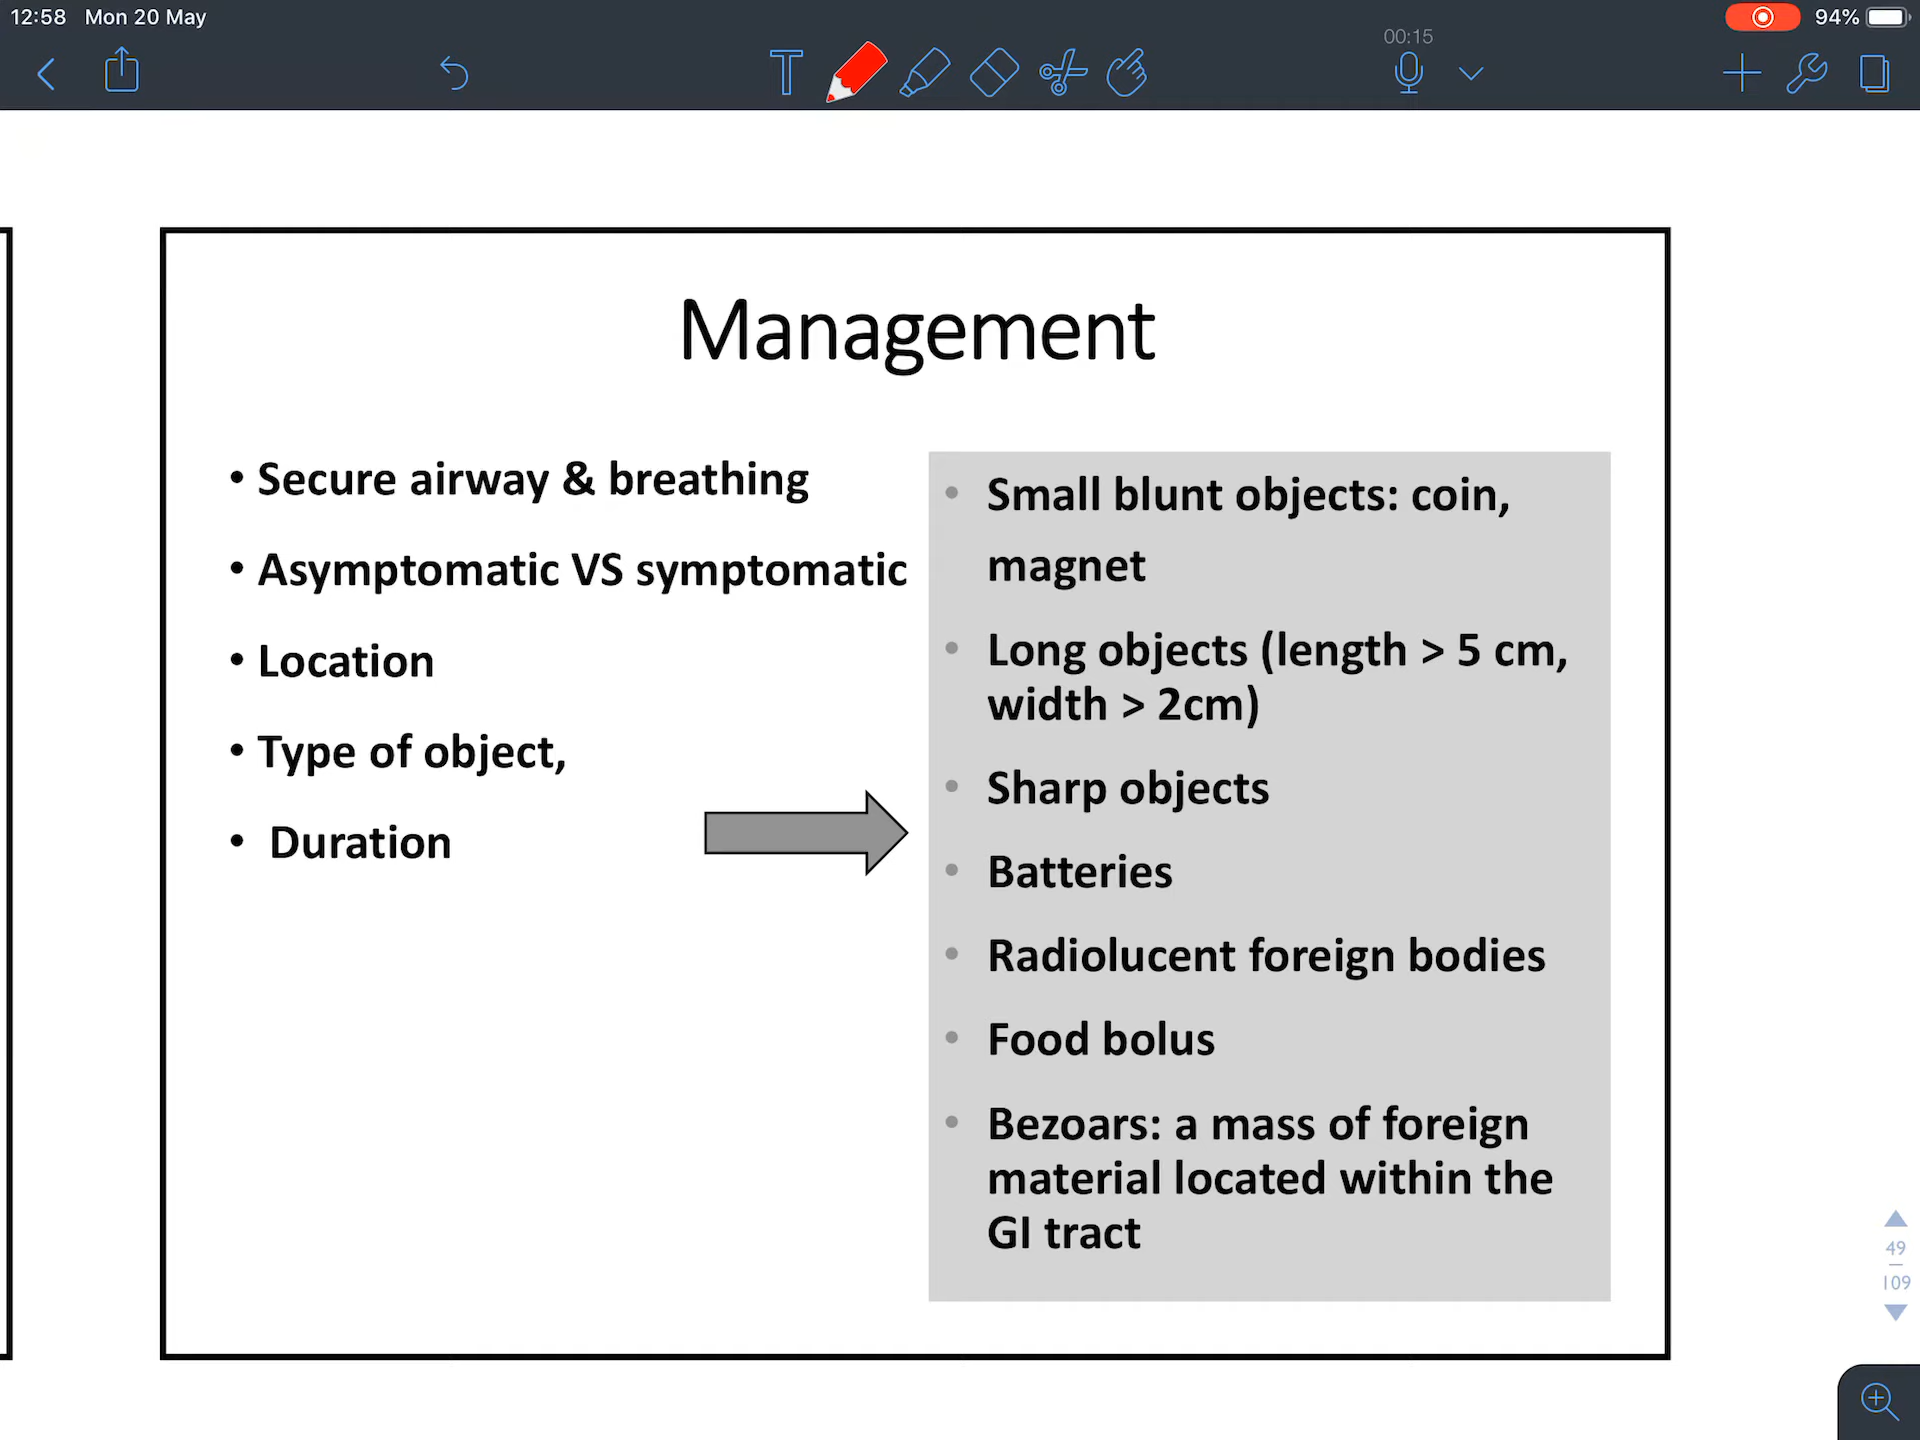 12:58 Mon 20 May
94%
00:15
Management
• Secure airway & breathing
• Asymptomatic VS symptomatic
• Location
• Type of object,
• Duration
• Small blunt objects: coin,
magnet
• Long objects (length > 5 cm,
width > 2cm)
• Sharp objects
• Batteries
• Radiolucent foreign bodies
• Food bolus
• Bezoars: a mass of foreign
material located within the
GI tract
49
109